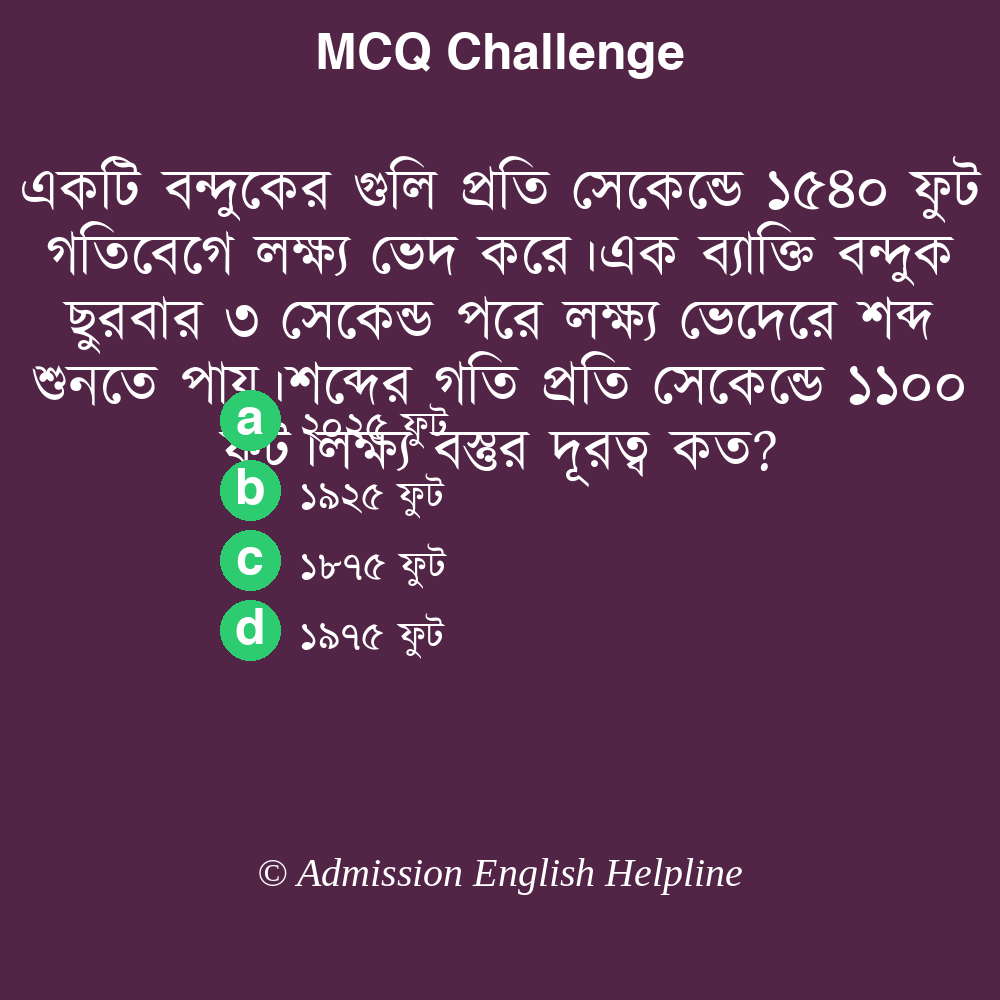 MCQ Challenge
একটি বন্দুকের গুলি প্রতি সেকেন্ডে ১৫৪০ ফুট
গতিবেগে লক্ষ্য ভেদ করে।এক ব্যাক্তি বন্দুক
ছুরবার ৩ সেকেন্ড পরে লক্ষ্য ভেদেরে শব্দ
শুনতে পায়।শব্দের গতি প্রতি সেকেন্ডে ১১০০
ফুট।লক্ষ্য বস্তুর দূরত্ব কত?
a ২০২৫ ফুট
b ১৯২৫ ফুট
c ১৮৭৫ ফুট
d ১৯৭৫ ফুট
© Admission English Helpline